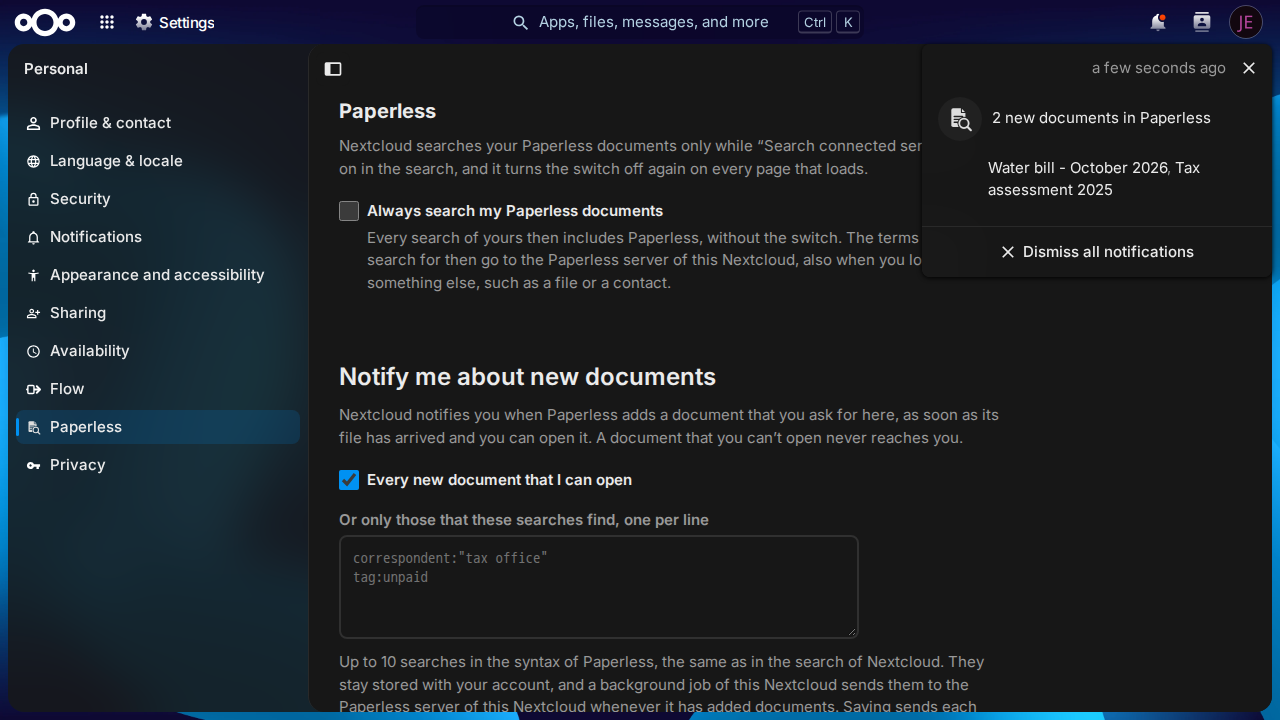 Settings
Apps, files, messages, and more
Ctrl
K
JE
Personal
Profile & contact
Language & locale
Security
Notifications
Appearance and accessibility
Sharing
Availability
Flow
Paperless
Privacy
Paperless
Nextcloud searches your Paperless documents only while “Search connected
on in the search, and it turns the switch off again on every page that loads.
Always search my Paperless documents
Every search of yours then includes Paperless, without the switch. The terms
search for then go to the Paperless server of this Nextcloud, also when you
something else, such as a file or a contact.
Notify me about new documents
Nextcloud notifies you when Paperless adds a document that you ask for here, as soon as its
file has arrived and you can open it. A document that you can’t open never reaches you.
Every new document that I can open
Or only those that these searches find, one per line
correspondent:"tax office"
tag:unpaid
Up to 10 searches in the syntax of Paperless, the same as in the search of Nextcloud. They
stay stored with your account, and a background job of this Nextcloud sends them to the
Paperless server of this Nextcloud whenever it has added documents. Saving sends each
a few seconds ago
2 new documents in Paperless
Water bill - October 2026, Tax
assessment 2025
Dismiss all notifications